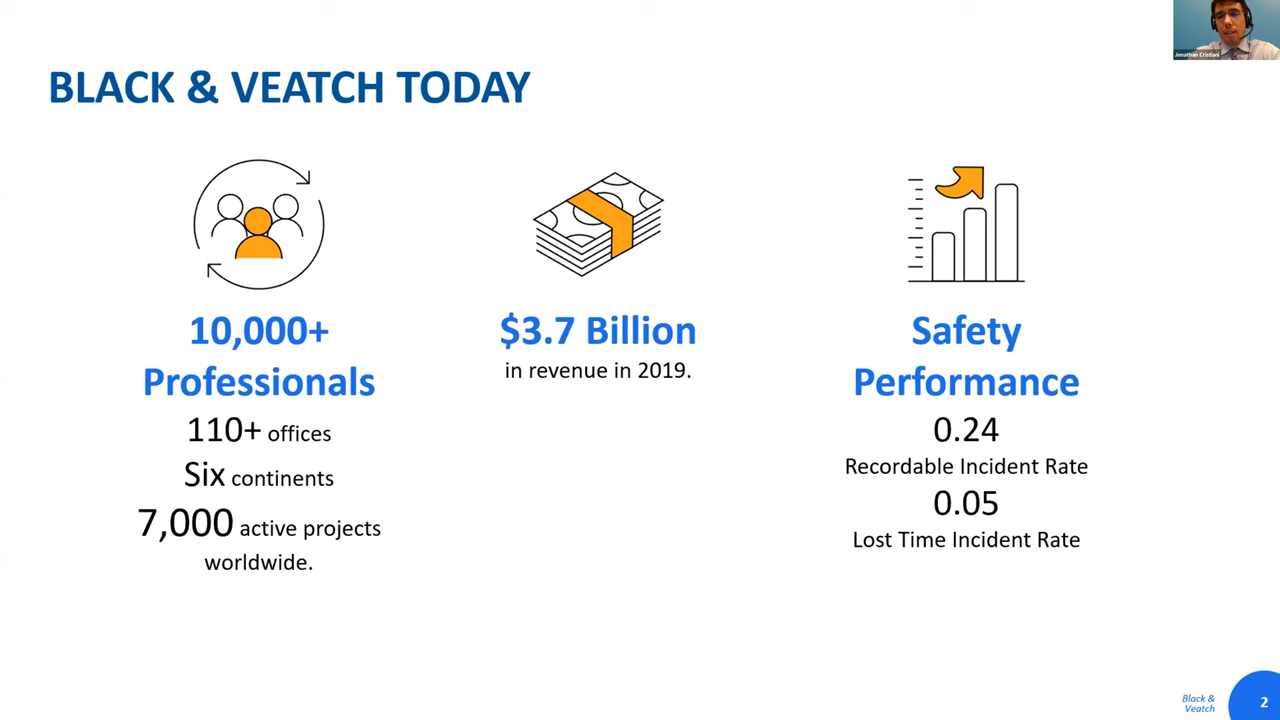 Jonathan Cristiani
BLACK & VEATCH TODAY
10,000+
Professionals
110+ offices
Six continents
7,000 active projects
worldwide.
$3.7 Billion
in revenue in 2019.
Safety
Performance
0.24
Recordable Incident Rate
0.05
Lost Time Incident Rate
Black &
Veatch
2